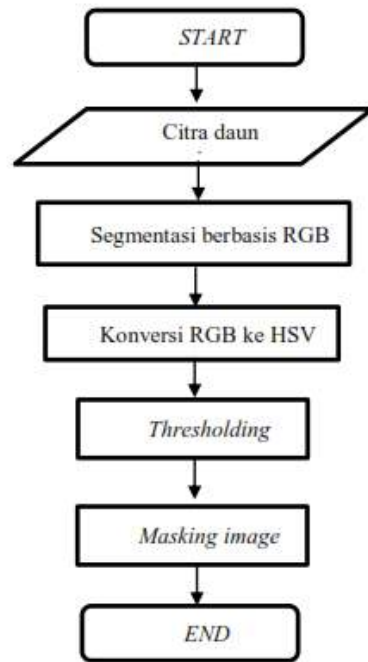 START
Citra daun
Segmentasi berbasis RGB
Konversi RGB ke HSV
Thresholding
Masking image
END